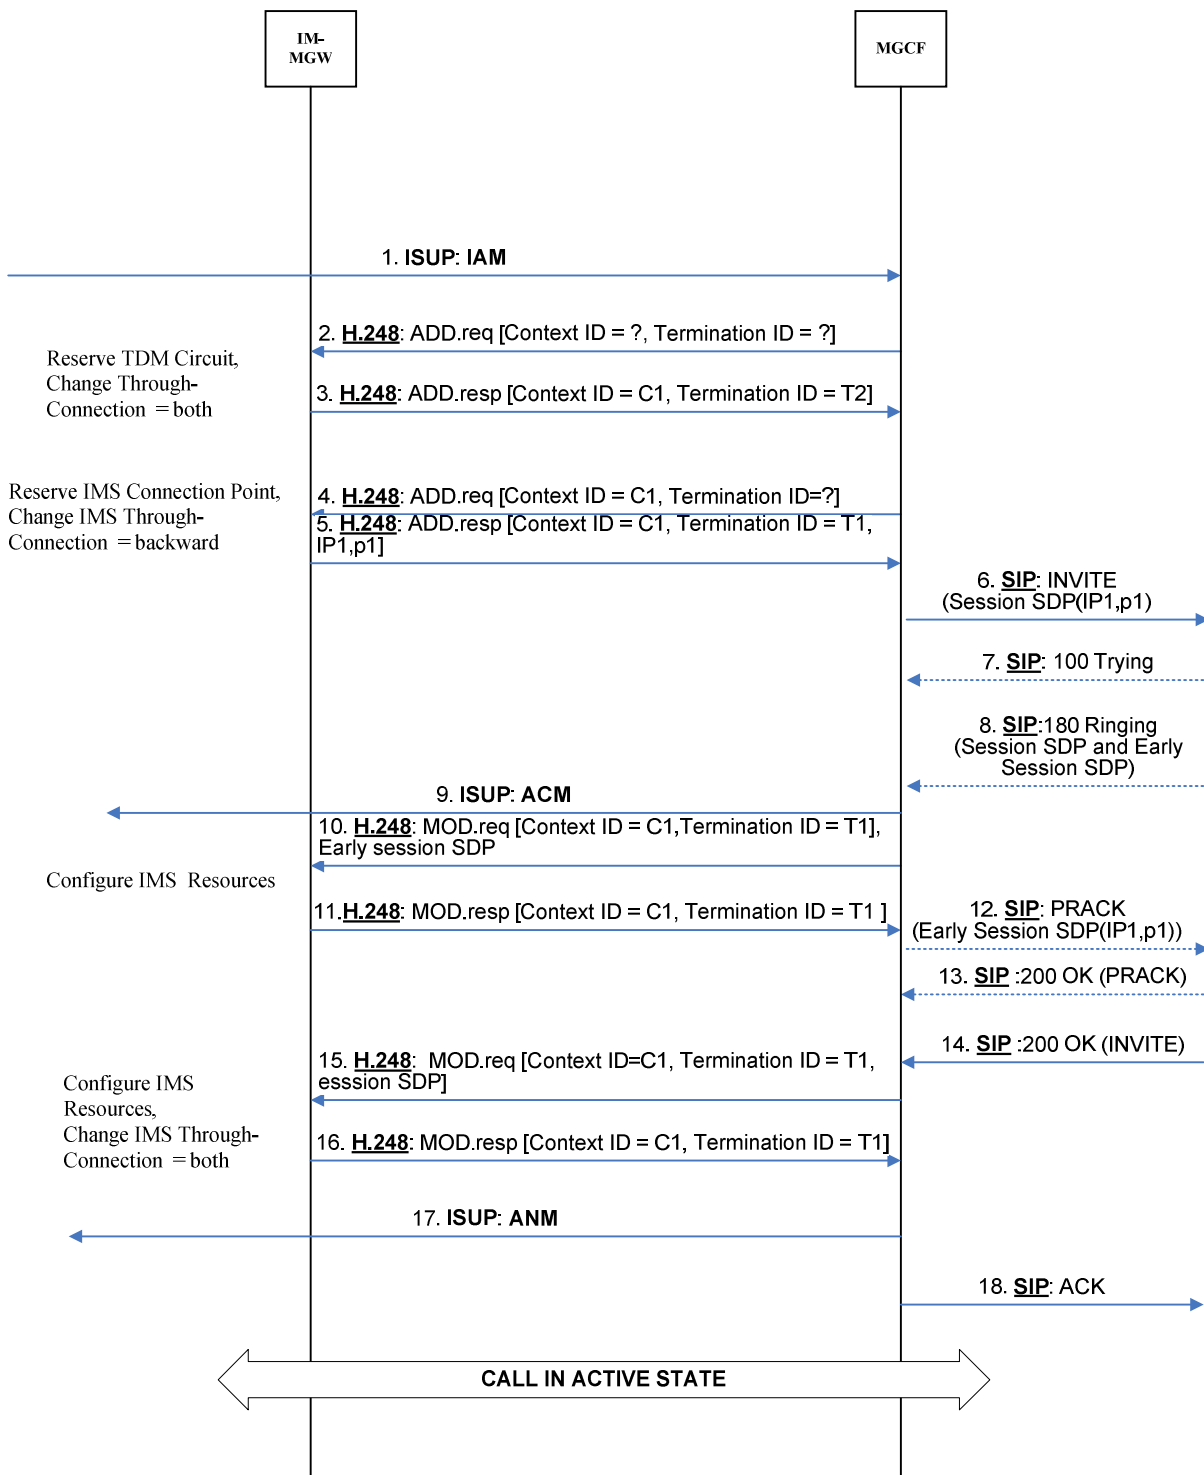 IM-
MGW
MGCF
1. ISUP: IAM
2. H.248: ADD.req [Context ID = ?, Termination ID = ?]
Reserve TDM Circuit,
Change Through-
Connection = both
3. H.248: ADD.resp [Context ID = C1, Termination ID = T2]
Reserve IMS Connection Point,
Change IMS Through-
Connection = backward
4. H.248: ADD.req [Context ID = C1, Termination ID=?]
5. H.248: ADD.resp [Context ID = C1, Termination ID = T1,
IP1,p1]
6. SIP: INVITE
(Session SDP(IP1,p1)
7. SIP: 100 Trying
8. SIP:180 Ringing
(Session SDP and Early
Session SDP)
9. ISUP: ACM
10. H.248: MOD.req [Context ID = C1,Termination ID = T1],
Early session SDP
Configure IMS Resources
11.H.248: MOD.resp [Context ID = C1, Termination ID = T1 ]
12. SIP: PRACK
(Early Session SDP(IP1,p1))
13. SIP :200 OK (PRACK)
14. SIP :200 OK (INVITE)
15. H.248: MOD.req [Context ID=C1, Termination ID = T1,
esssion SDP]
Configure IMS
Resources,
Change IMS Through-
Connection = both
16. H.248: MOD.resp [Context ID = C1, Termination ID = T1]
17. ISUP: ANM
18. SIP: ACK
CALL IN ACTIVE STATE